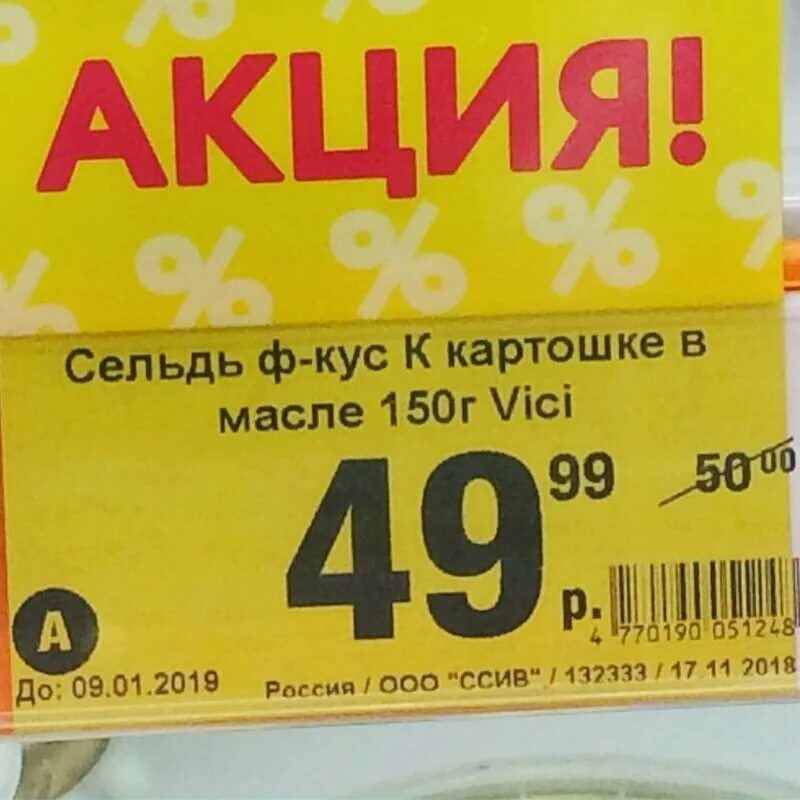 АКЦИЯ!
Сельдь ф-кус К картошке в
масле 150г Vici
49 99 50 00
р.
4 770190 051248
А
До: 09.01.2019 Россия / ООО "ССИВ" / 132333 / 17 11 2018